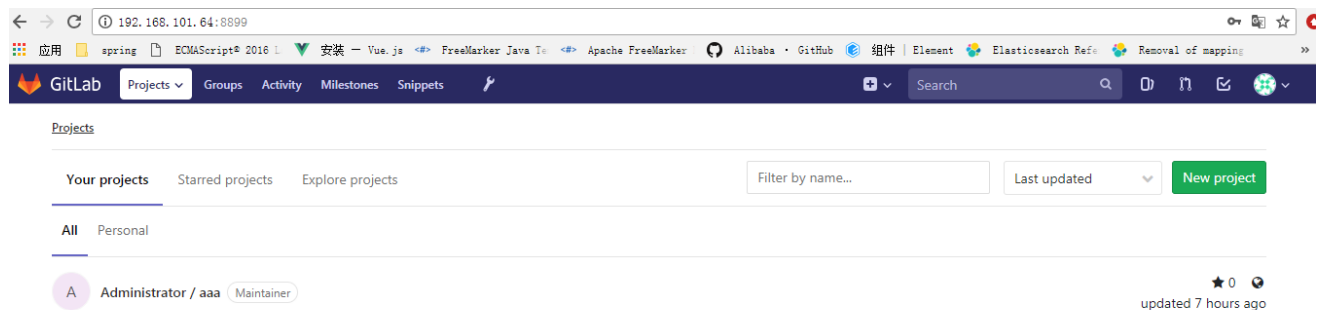 192.168.101.64:8899
应用 spring ECMAScript® 2016 L 安装 — Vue.js FreeMarker Java Te Apache FreeMarker Alibaba · GitHub 组件 | Element Elasticsearch Refe Removal of mapping »
GitLab Projects Groups Activity Milestones Snippets Search
Projects
Your projects Starred projects Explore projects Filter by name... Last updated New project
All Personal
A Administrator / aaa Maintainer 0
updated 7 hours ago